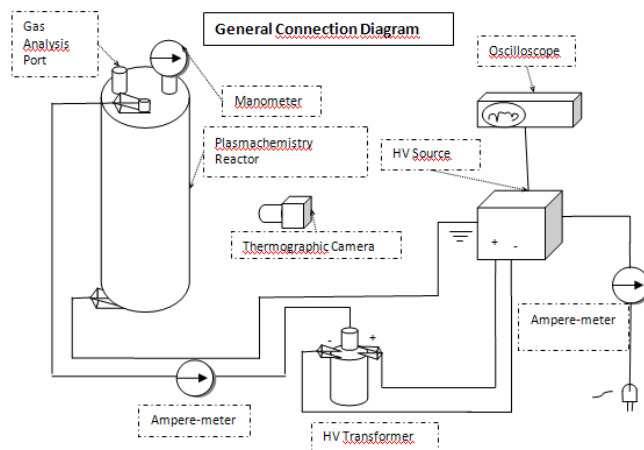 General Connection Diagram
Gas
Analysis
Port
Oscilloscope
Manometer
Plasmachemistry
Reactor
HV Source
Thermographic Camera
+ -
- +
Ampere-meter
Ampere-meter
HV Transformer